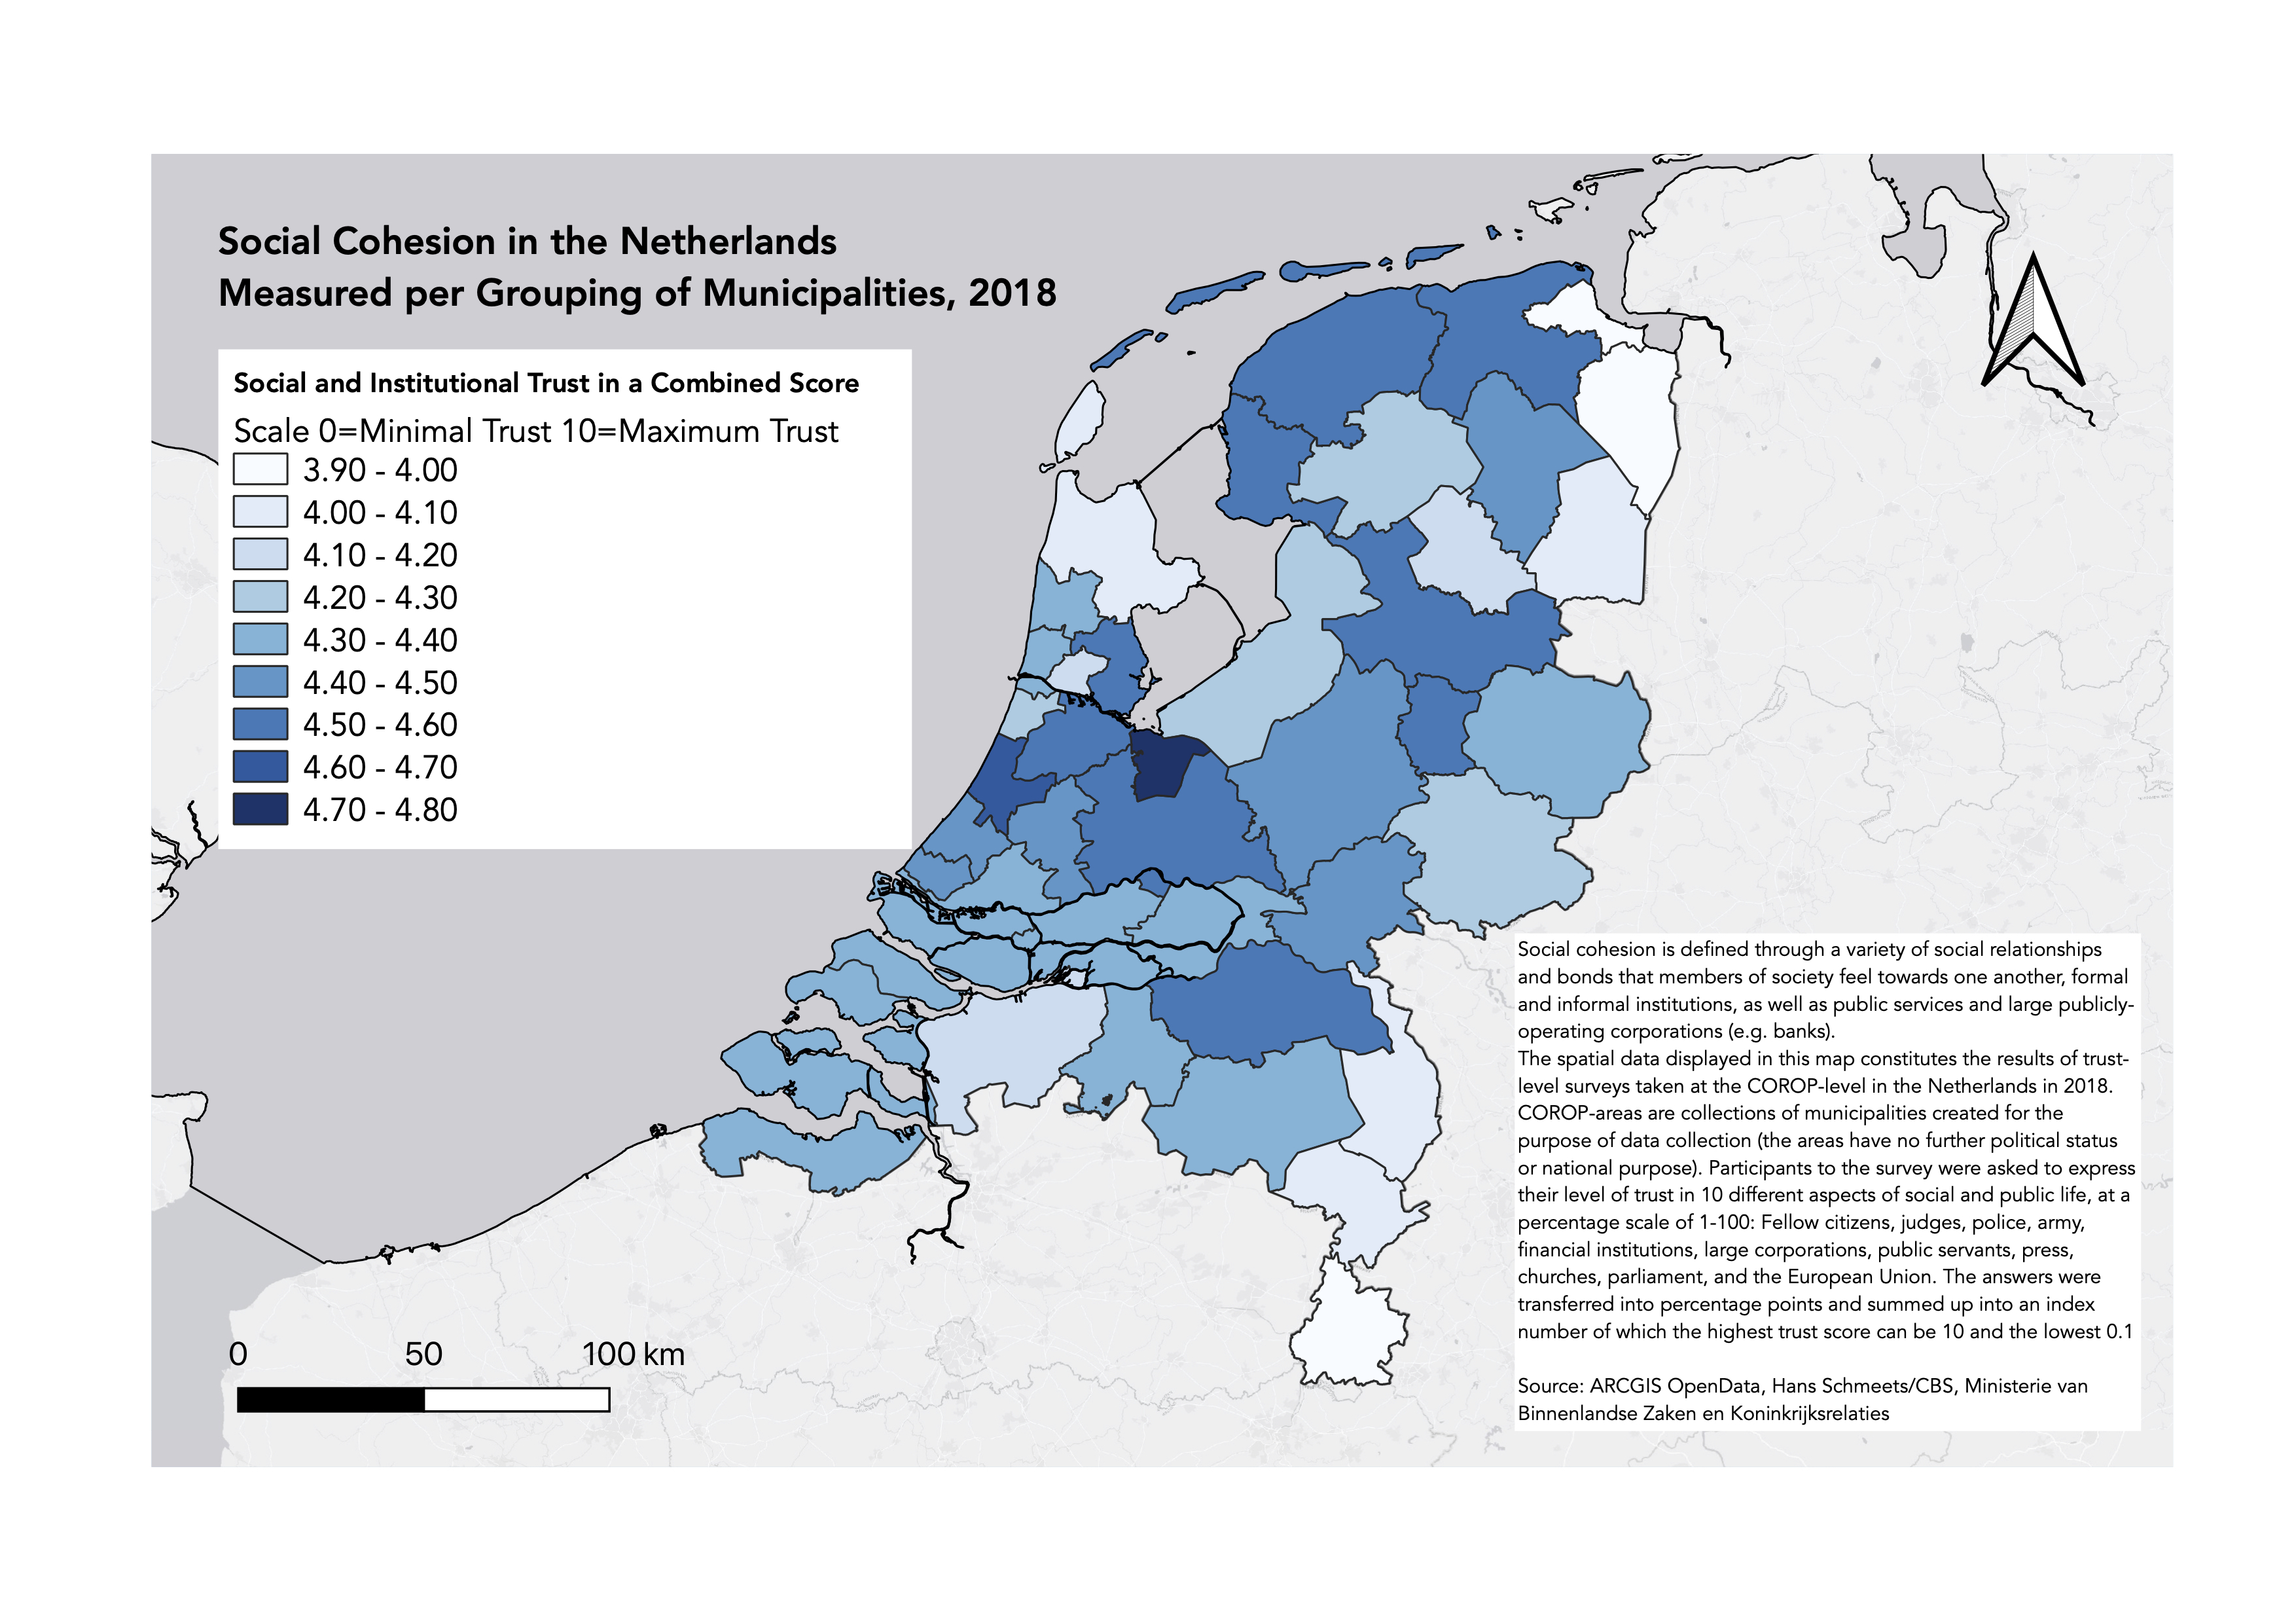 Social Cohesion in the Netherlands
Measured per Grouping of Municipalities, 2018
Social and Institutional Trust in a Combined Score
Scale 0=Minimal Trust 10=Maximum Trust
3.90 - 4.00
4.00 - 4.10
4.10 - 4.20
4.20 - 4.30
4.30 - 4.40
4.40 - 4.50
4.50 - 4.60
4.60 - 4.70
4.70 - 4.80
Social cohesion is defined through a variety of social relationships
and bonds that members of society feel towards one another, formal
and informal institutions, as well as public services and large publicly-
operating corporations (e.g. banks).
The spatial data displayed in this map constitutes the results of trust-
level surveys taken at the COROP-level in the Netherlands in 2018.
COROP-areas are collections of municipalities created for the
purpose of data collection (the areas have no further political status
or national purpose). Participants to the survey were asked to express
their level of trust in 10 different aspects of social and public life, at a
percentage scale of 1-100: Fellow citizens, judges, police, army,
financial institutions, large corporations, public servants, press,
churches, parliament, and the European Union. The answers were
transferred into percentage points and summed up into an index
number of which the highest trust score can be 10 and the lowest 0.1
Source: ARCGIS OpenData, Hans Schmeets/CBS, Ministerie van
Binnenlandse Zaken en Koninkrijksrelaties
0 50 100 km